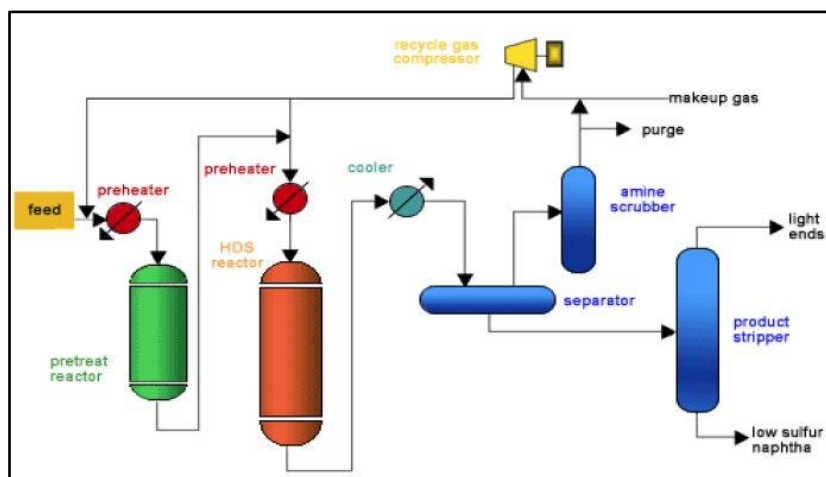 recycle gas
compressor
makeup gas
purge
preheater
preheater
cooler
feed
amine
scrubber
light
ends
HDS
reactor
separator
product
stripper
pretreat
reactor
low sulfur
naphtha